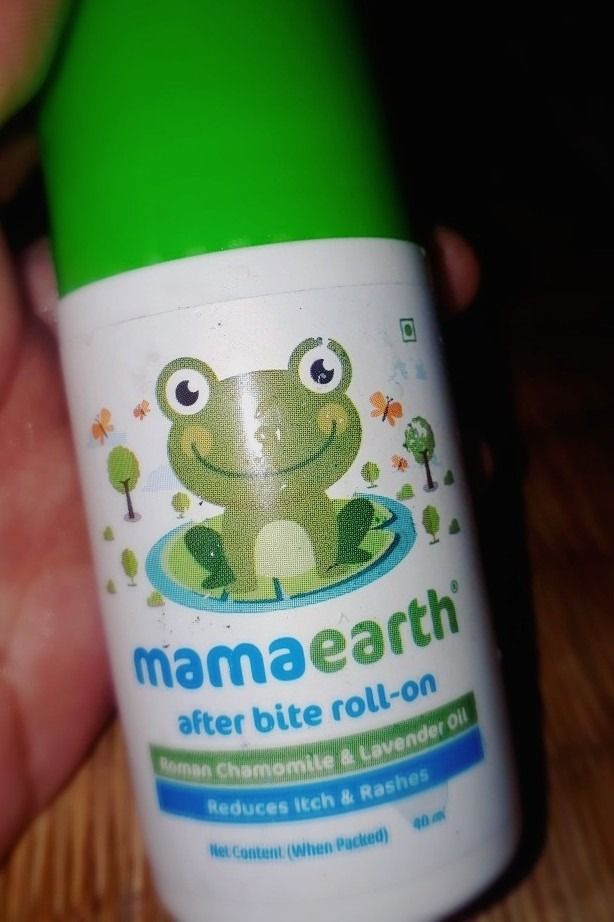 mamaearth®
after bite roll-on
Roman Chamomile & Lavender Oil
Reduces Itch & Rashes
Net Content (When Packed) 40 ml